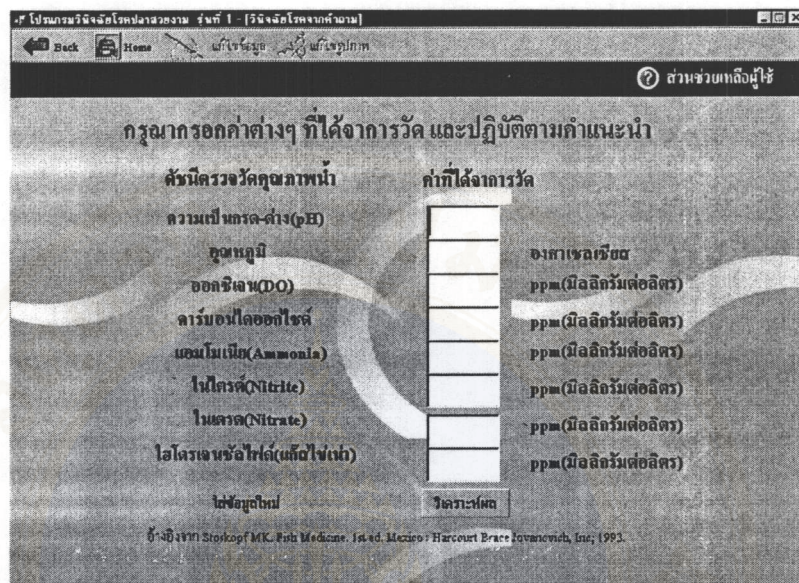 โปรแกรมวินิจฉัยโรคปลาสวยงาม รุ่นที่ 1 - [วินิจฉัยโรคจากคำถาม]
Back Home แก้ไขข้อมูล แก้ไขรูปภาพ
ส่วนช่วยเหลือผู้ใช้
กรุณากรอกค่าต่างๆ ที่ได้จาการวัด และปฏิบัติตามคำแนะนำ
ดัชนีตรวจวัดคุณภาพน้ำ ค่าที่ได้จาการวัด
ความเป็นกรด-ด่าง(pH)
อุณหภูมิ องศาเซลเซียส
ออกซิเจน(DO) ppm(มิลลิกรัมต่อลิตร)
คาร์บอนไดออกไซด์ ppm(มิลลิกรัมต่อลิตร)
แอมโมเนีย(Ammonia) ppm(มิลลิกรัมต่อลิตร)
ไนไตรต์(Nitrite) ppm(มิลลิกรัมต่อลิตร)
ไนเตรต(Nitrate) ppm(มิลลิกรัมต่อลิตร)
ไฮโดรเจนซัลไฟด์(แก๊สไข่เน่า) ppm(มิลลิกรัมต่อลิตร)
ใส่ข้อมูลใหม่ วิเคราะห์ผล
อ้างอิงจาก Stoskopf MK. Fish Medicine. 1st ed. Mexico : Harcourt Brace Jovanovich, Inc; 1993.